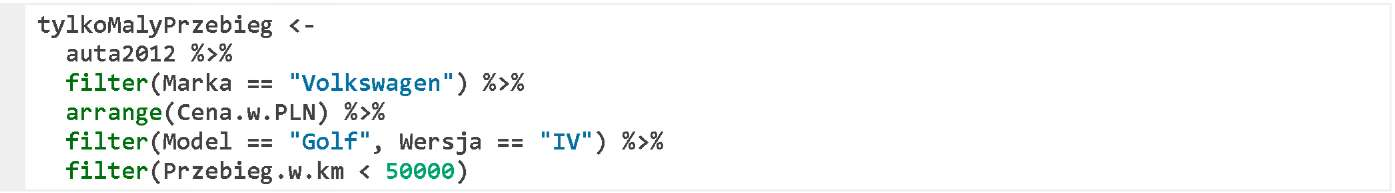 tylkoMalyPrzebieg <-
  auta2012 %>%
  filter(Marka == "Volkswagen") %>%
  arrange(Cena.w.PLN) %>%
  filter(Model == "Golf", Wersja == "IV") %>%
  filter(Przebieg.w.km < 50000)